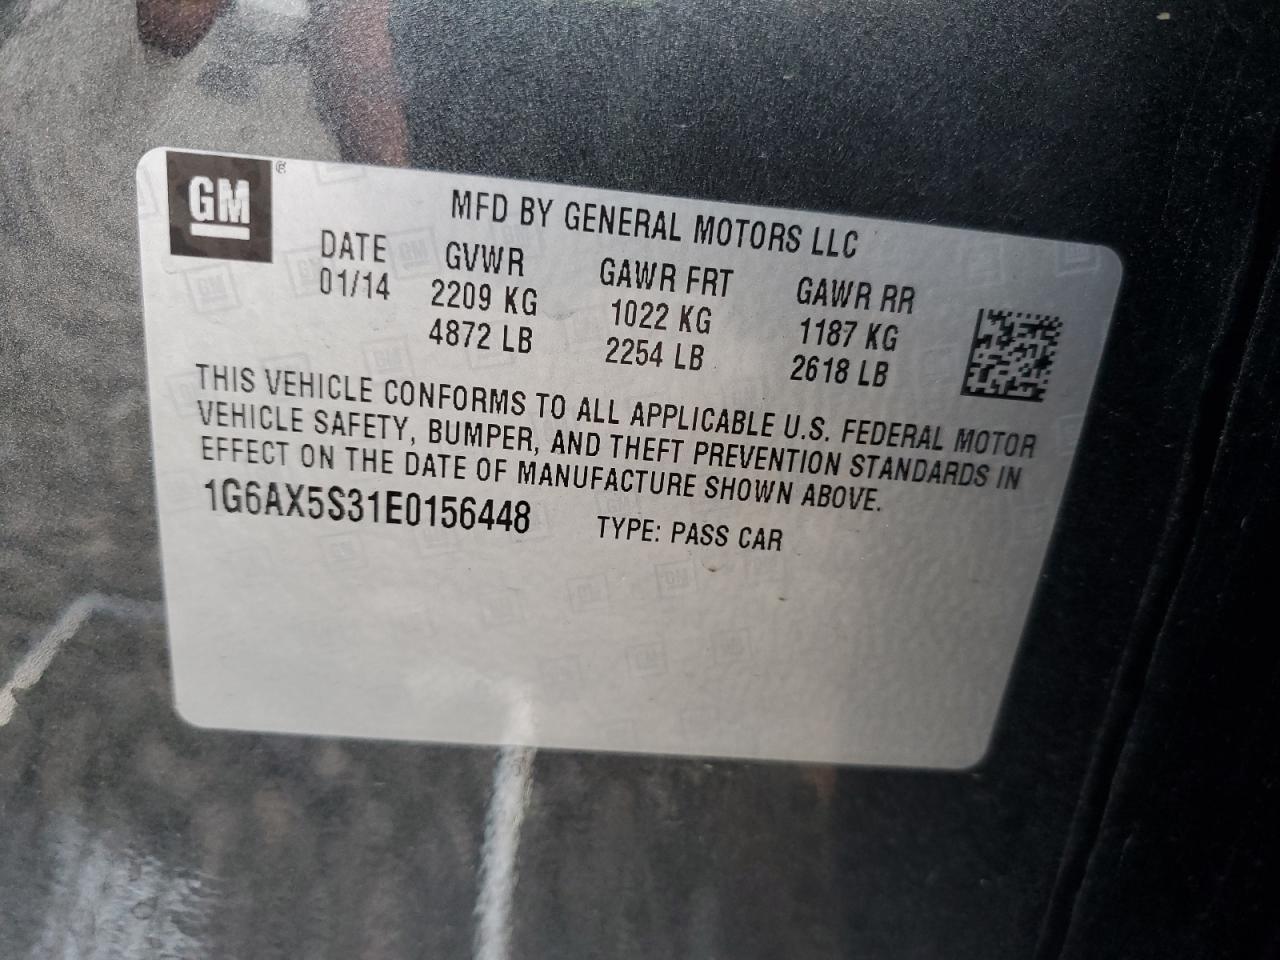 GM ®
MFD BY GENERAL MOTORS LLC
DATE GVWR GAWR FRT GAWR RR
01/14 2209 KG 1022 KG 1187 KG
4872 LB 2254 LB 2618 LB
THIS VEHICLE CONFORMS TO ALL APPLICABLE U.S. FEDERAL MOTOR
VEHICLE SAFETY, BUMPER, AND THEFT PREVENTION STANDARDS IN
EFFECT ON THE DATE OF MANUFACTURE SHOWN ABOVE.
1G6AX5S31E0156448 TYPE: PASS CAR